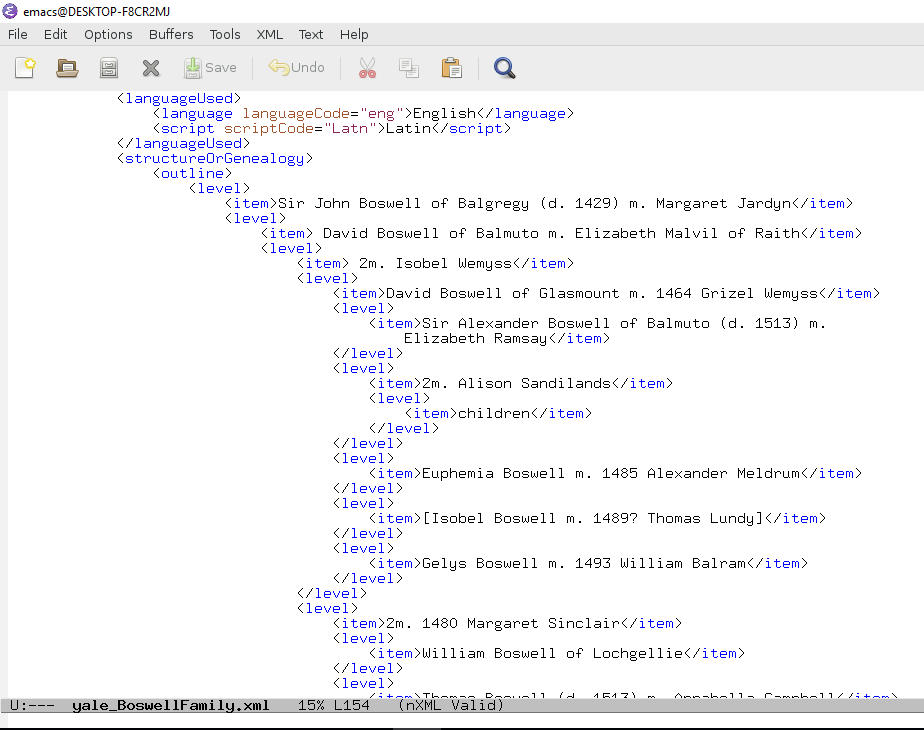 emacs@DESKTOP-F8CR2MJ
File Edit Options Buffers Tools XML Text Help
Save Undo
<languageUsed>
<language languageCode="eng">English</language>
<script scriptCode="Latn">Latin</script>
</languageUsed>
<structureOrGenealogy>
<outline>
<level>
<item>Sir John Boswell of Balgregy (d. 1429) m. Margaret Jardyn</item>
<level>
<item> David Boswell of Balmuto m. Elizabeth Malvil of Raith</item>
<level>
<item> 2m. Isobel Wemyss</item>
<level>
<item>David Boswell of Glasmount m. 1464 Grizel Wemyss</item>
<level>
<item>Sir Alexander Boswell of Balmuto (d. 1513) m.
Elizabeth Ramsay</item>
</level>
<level>
<item>2m. Alison Sandilands</item>
<level>
<item>children</item>
</level>
</level>
<level>
<item>Euphemia Boswell m. 1485 Alexander Meldrum</item>
</level>
<level>
<item>[Isobel Boswell m. 1489? Thomas Lundy]</item>
</level>
<level>
<item>Gelys Boswell m. 1493 William Balram</item>
</level>
</level>
<level>
<item>2m. 1480 Margaret Sinclair</item>
<level>
<item>William Boswell of Lochgellie</item>
</level>
<level>
<item>Thomas Boswell (d. 1513) m. Annabella Campbell</item>
U:--- yale_BoswellFamily.xml 15% L154 (nXML Valid)